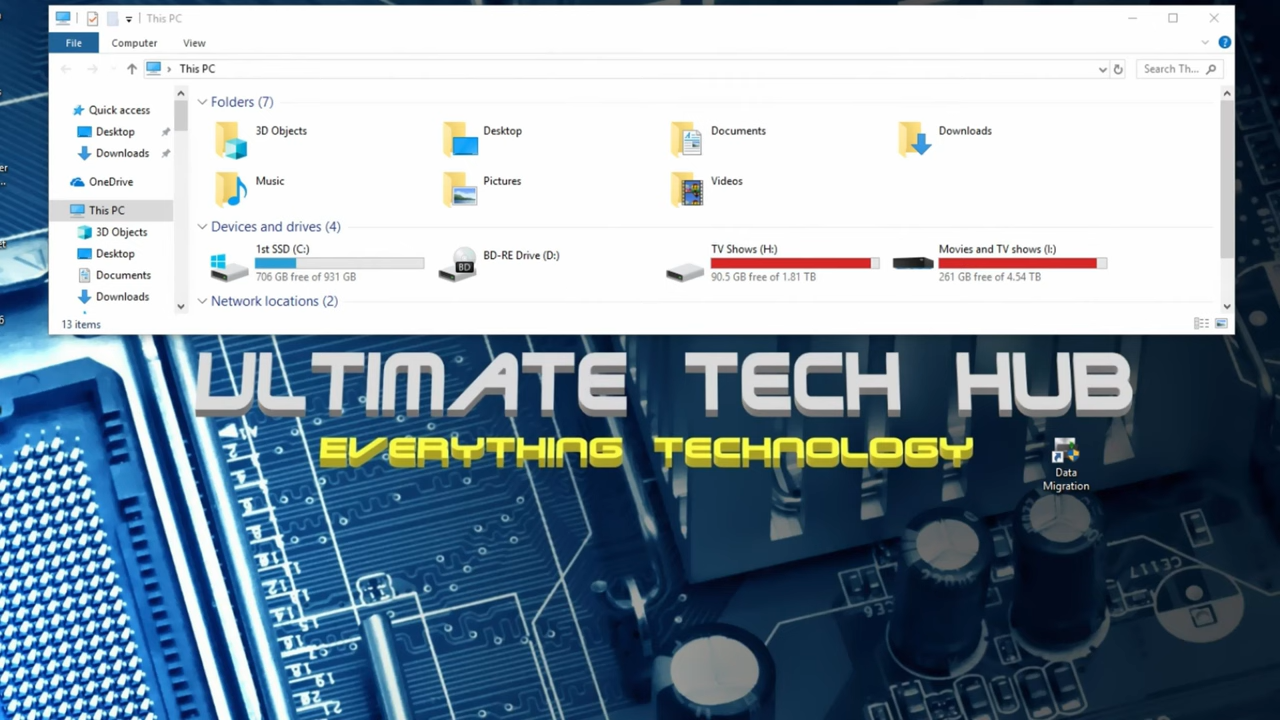 This PC
File Computer View
This PC Search Th...
Quick access
Desktop
Downloads
OneDrive
This PC
3D Objects
Desktop
Documents
Downloads
Folders (7)
3D Objects Desktop Documents Downloads
Music Pictures Videos
Devices and drives (4)
1st SSD (C:)
706 GB free of 931 GB
BD
BD-RE Drive (D:)
TV Shows (H:)
90.5 GB free of 1.81 TB
Movies and TV shows (I:)
261 GB free of 4.54 TB
Network locations (2)
13 items
ULTIMATE TECH HUB
EVERYTHING TECHNOLOGY
Data
Migration
CE117